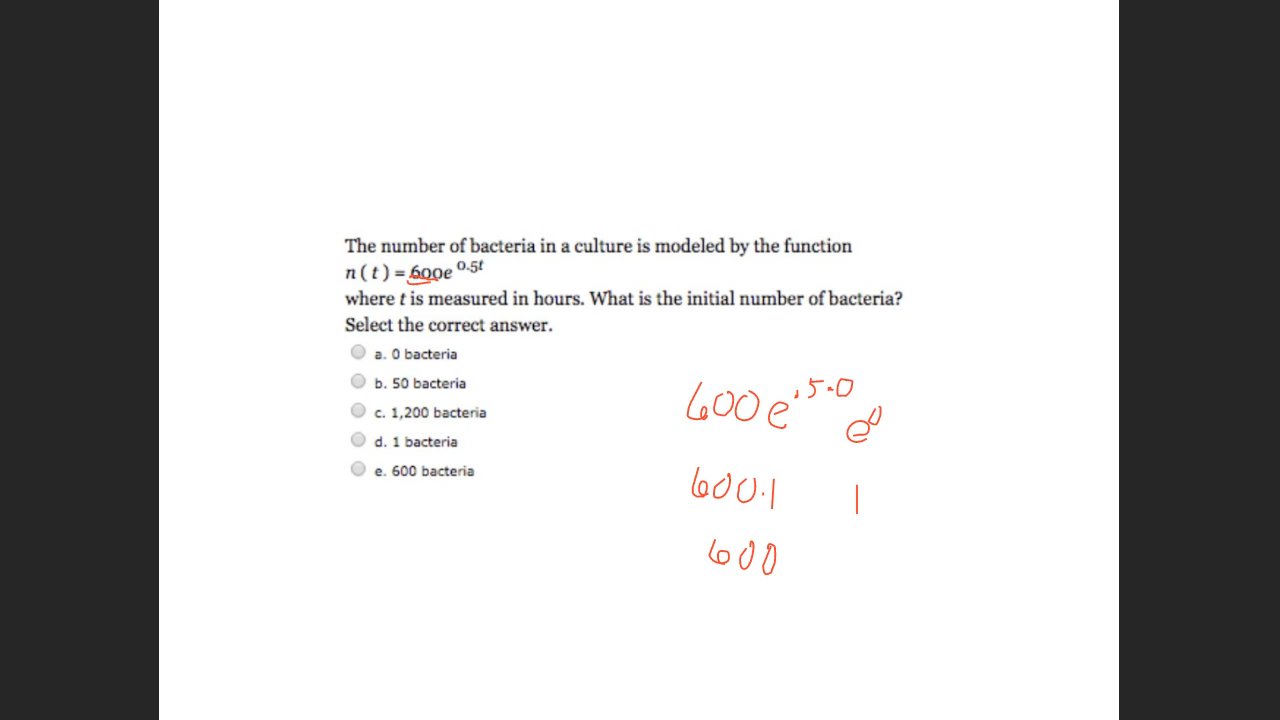 The number of bacteria in a culture is modeled by the function
n ( t ) = 600e 0.5t
where t is measured in hours. What is the initial number of bacteria?
Select the correct answer.
a. 0 bacteria
b. 50 bacteria
c. 1,200 bacteria
d. 1 bacteria
e. 600 bacteria
600e .5·0
e0
600·1
1
600